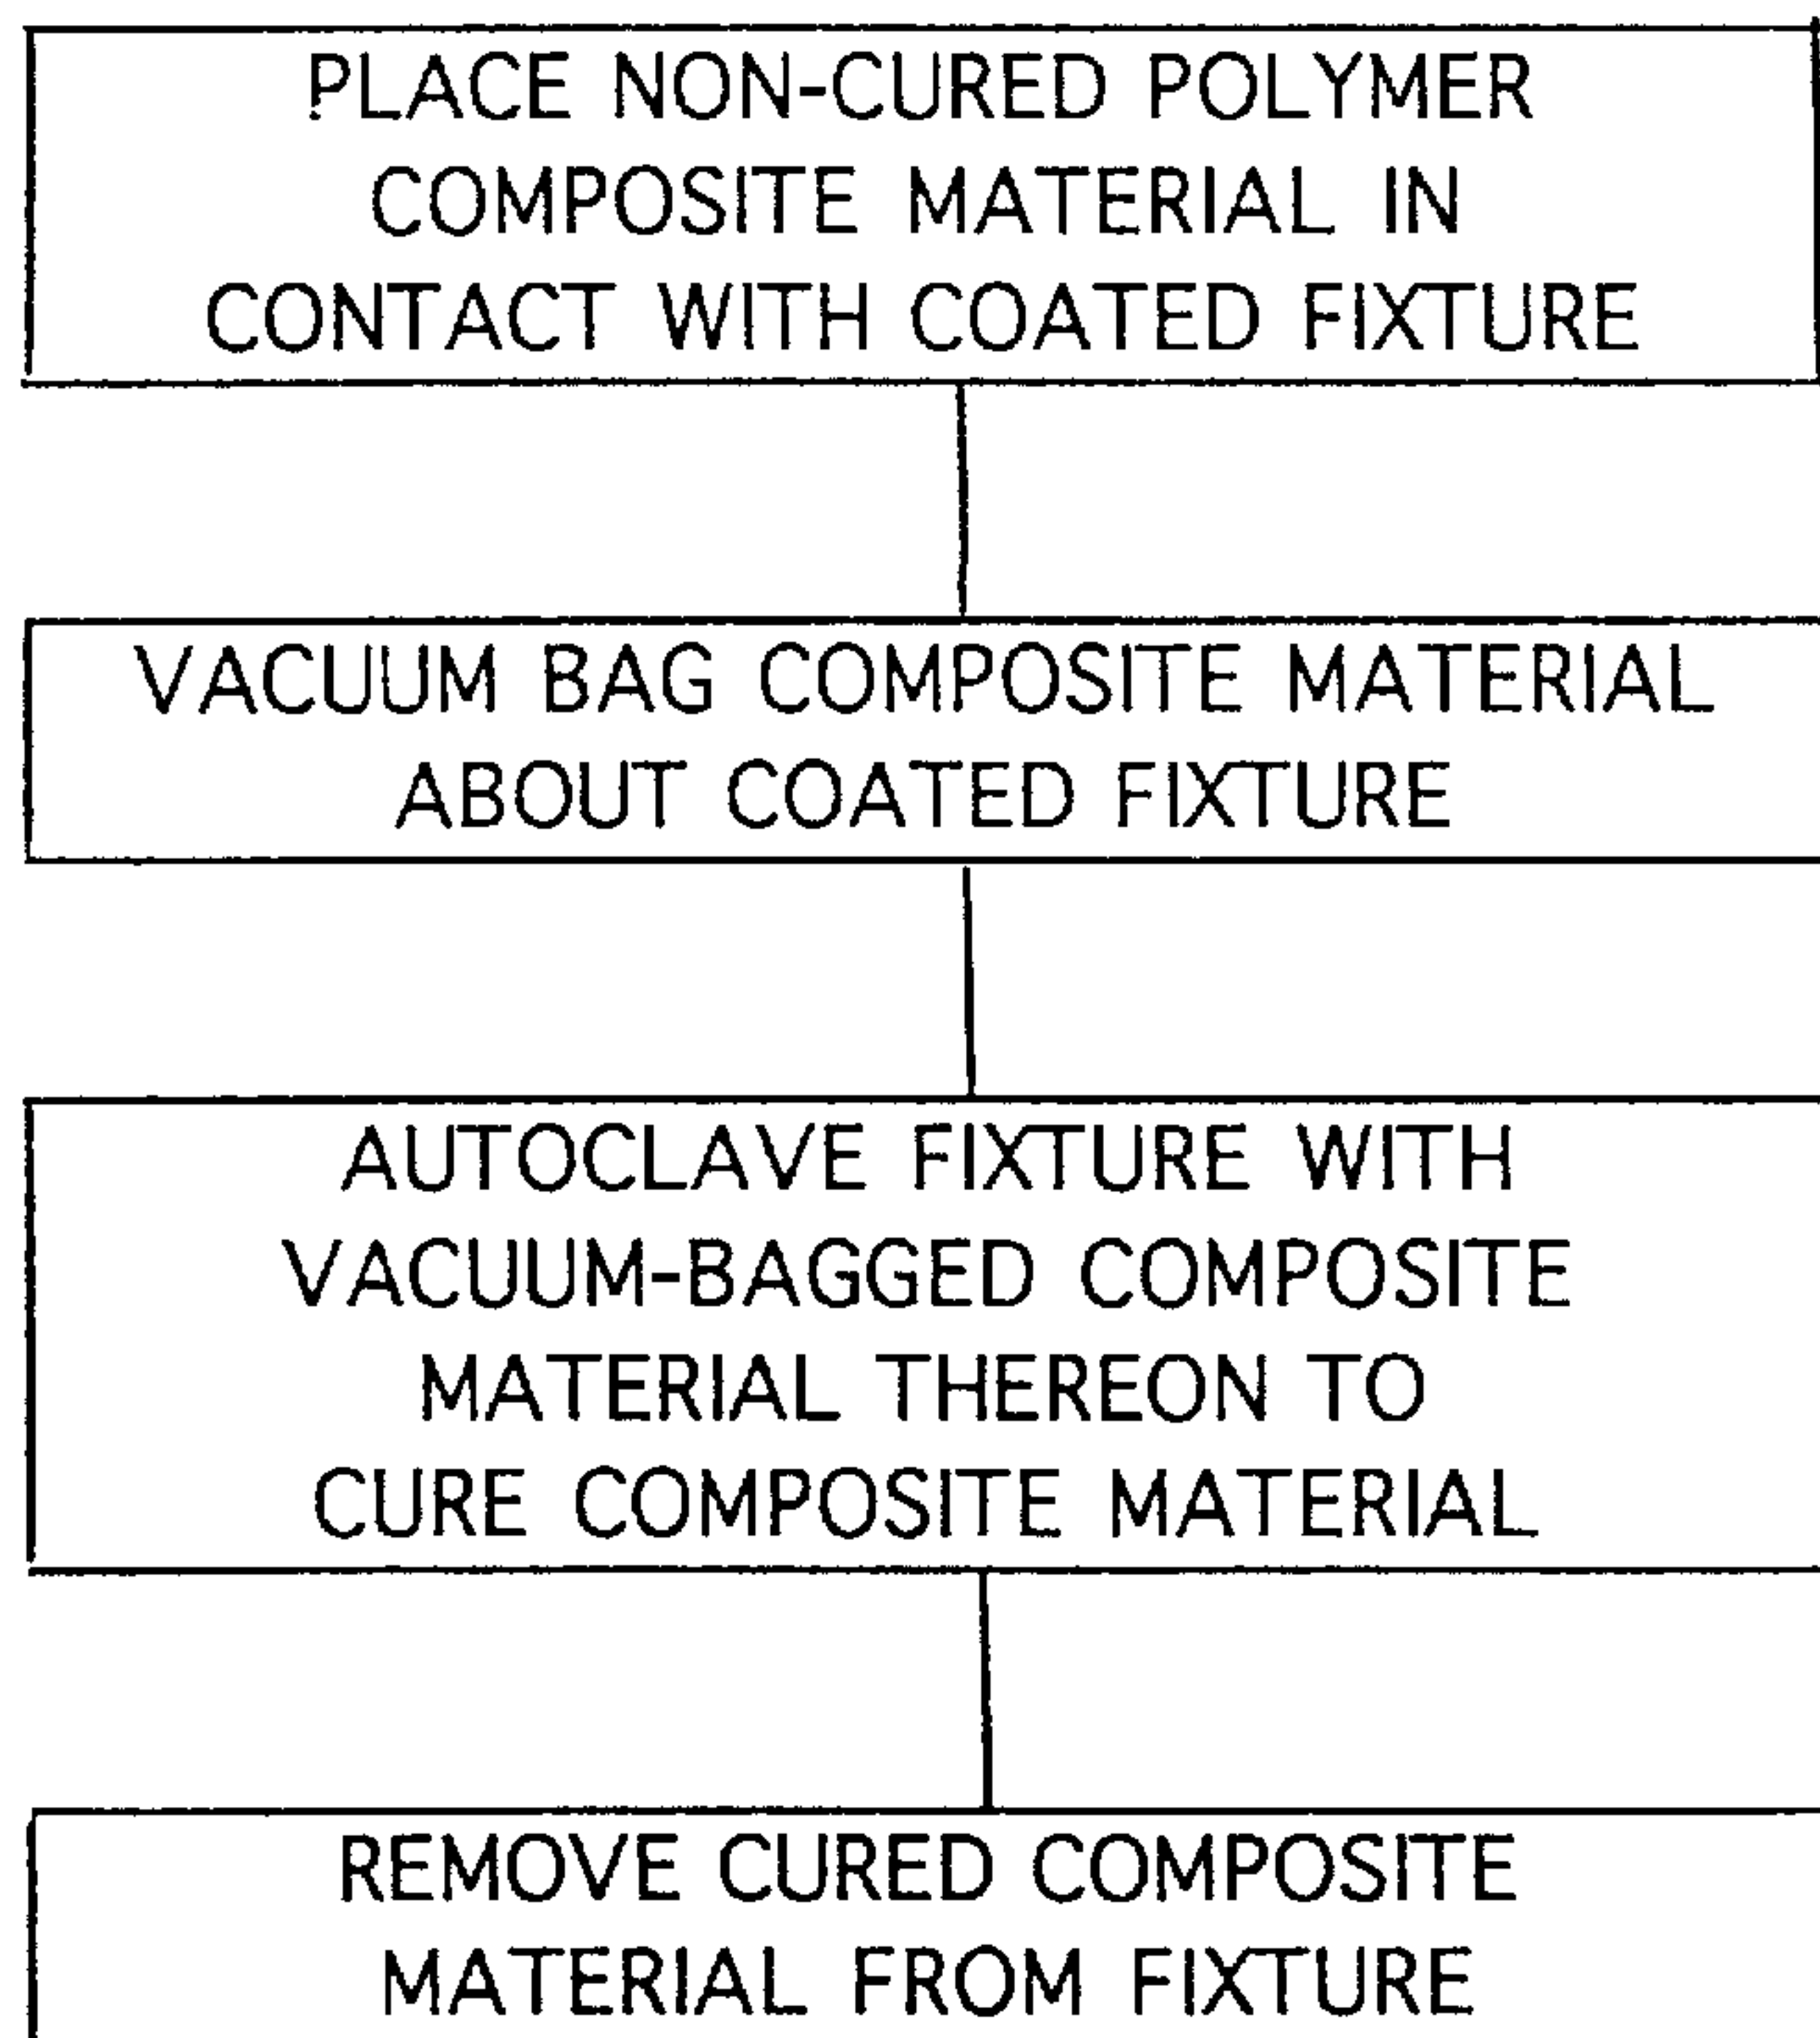 PLACE NON-CURED POLYMER
COMPOSITE MATERIAL IN
CONTACT WITH COATED FIXTURE
VACUUM BAG COMPOSITE MATERIAL
ABOUT COATED FIXTURE
AUTOCLAVE FIXTURE WITH
VACUUM-BAGGED COMPOSITE
MATERIAL THEREON TO
CURE COMPOSITE MATERIAL
REMOVE CURED COMPOSITE
MATERIAL FROM FIXTURE